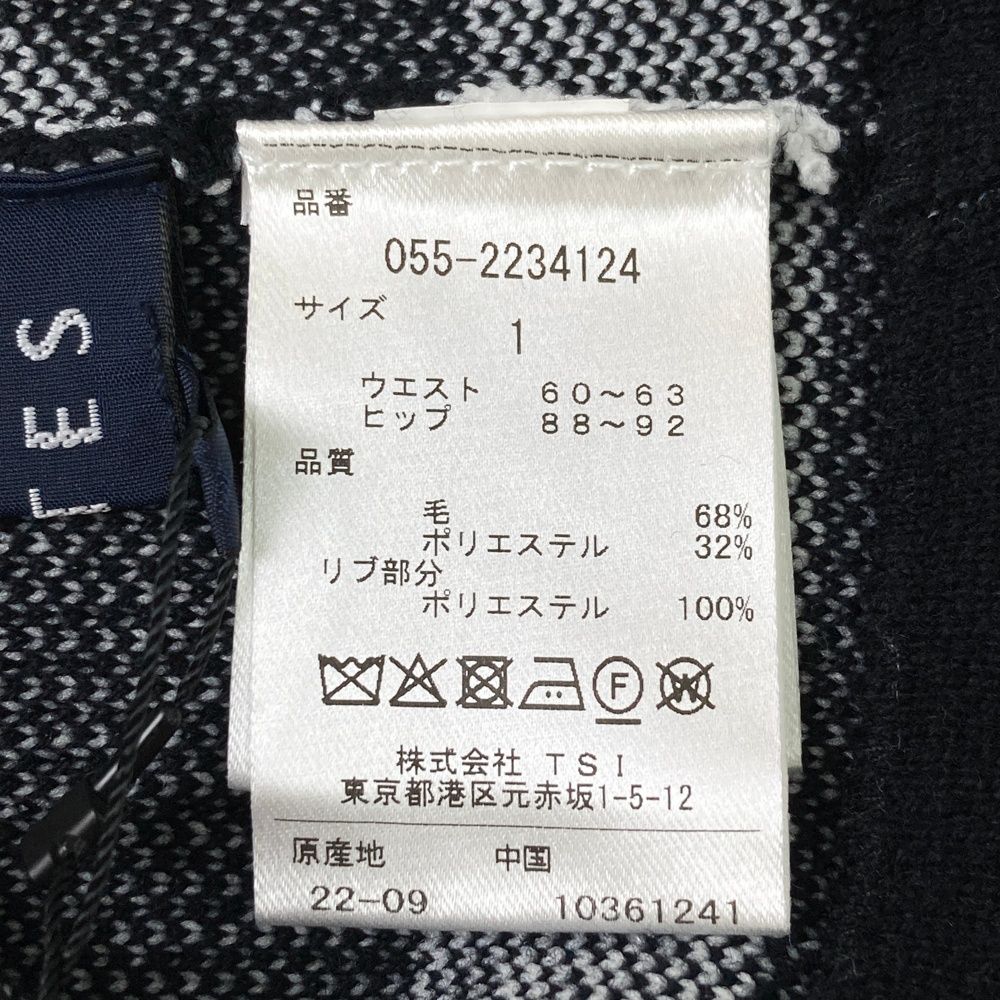 品番
055-2234124
サイズ
1
ウエスト 60～63
ヒップ 88～92
品質
毛 68%
ポリエステル 32%
リブ部分
ポリエステル 100%
F W
株式会社 TSI
東京都港区元赤坂1-5-12
原産地 中国
22-09 10361241
ES